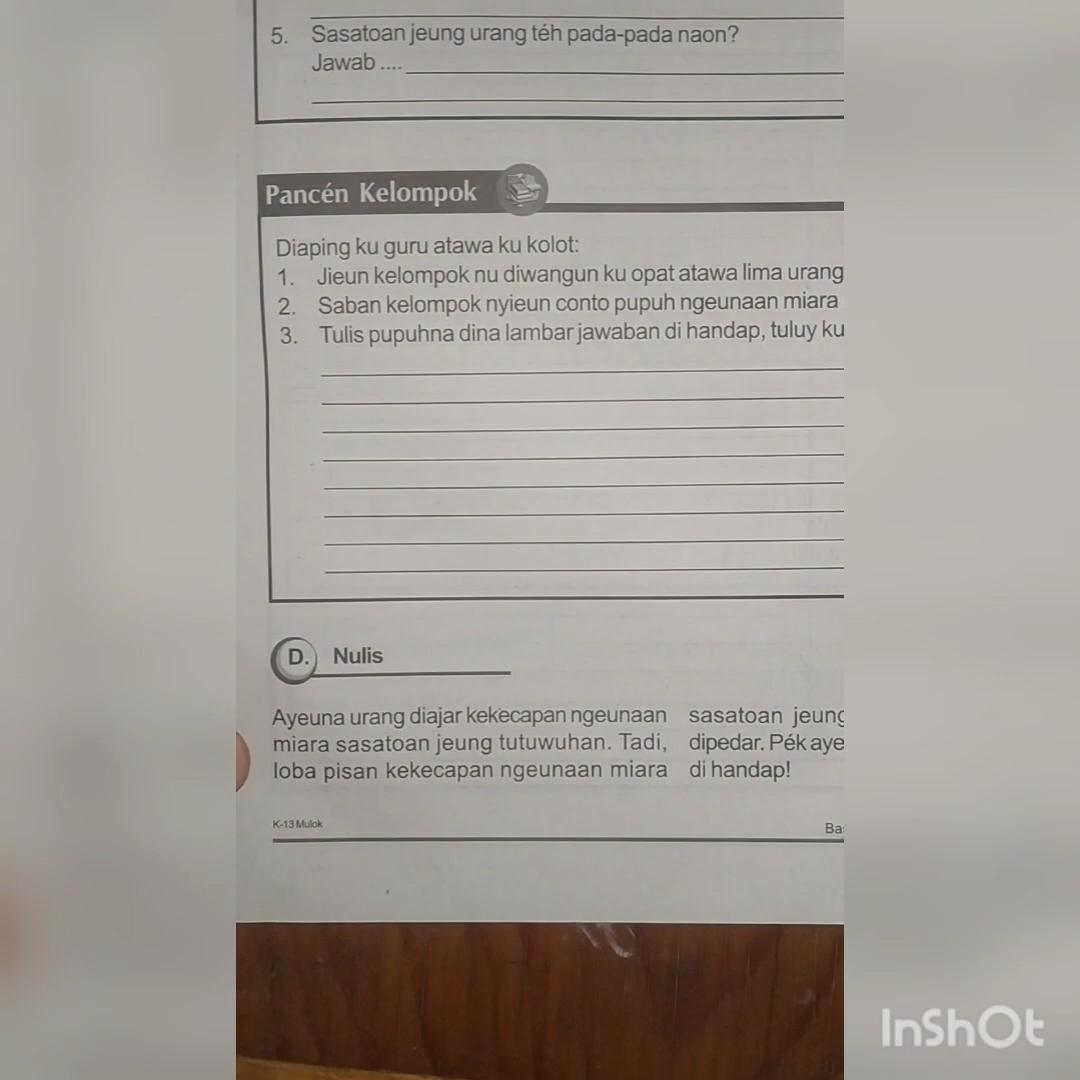 5. Sasatoan jeung urang téh pada-pada naon?
Jawab ....
Pancén Kelompok
Diaping ku guru atawa ku kolot:
1. Jieun kelompok nu diwangun ku opat atawa lima urang
2. Saban kelompok nyieun conto pupuh ngeunaan miara
3. Tulis pupuhna dina lambar jawaban di handap, tuluy ku
D. Nulis
Ayeuna urang diajar kekecapan ngeunaan
miara sasatoan jeung tutuwuhan. Tadi,
loba pisan kekecapan ngeunaan miara
sasatoan jeung
dipedar. Pék aye
di handap!
K-13 Mulok
Ba
InShOt